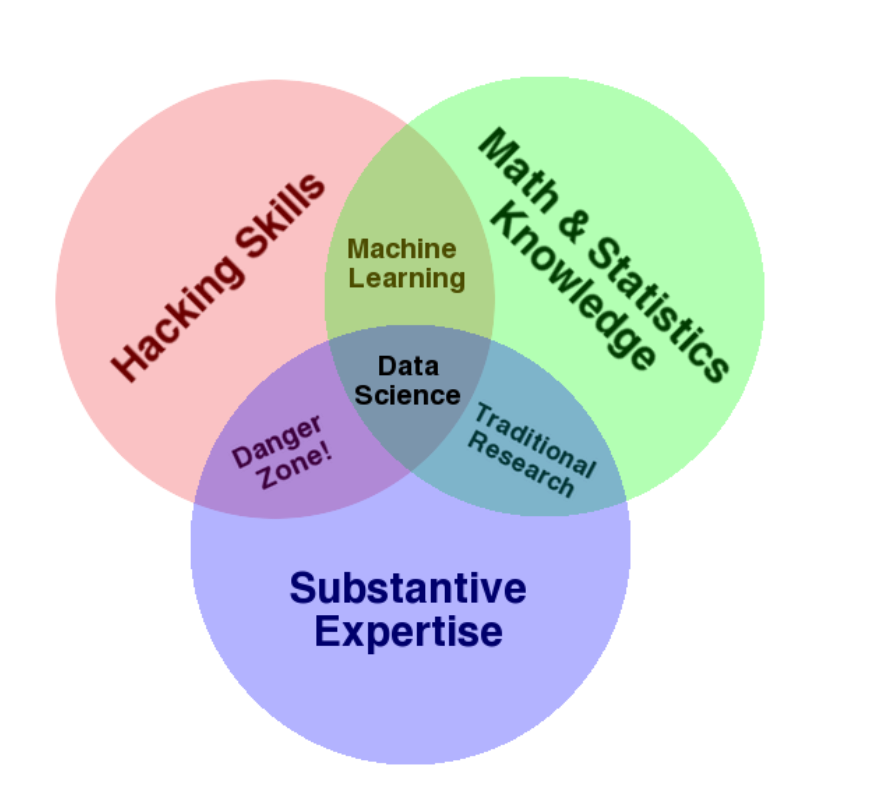 Hacking Skills
Math & Statistics
Knowledge
Machine
Learning
Data
Science
Danger
Zone!
Traditional
Research
Substantive
Expertise